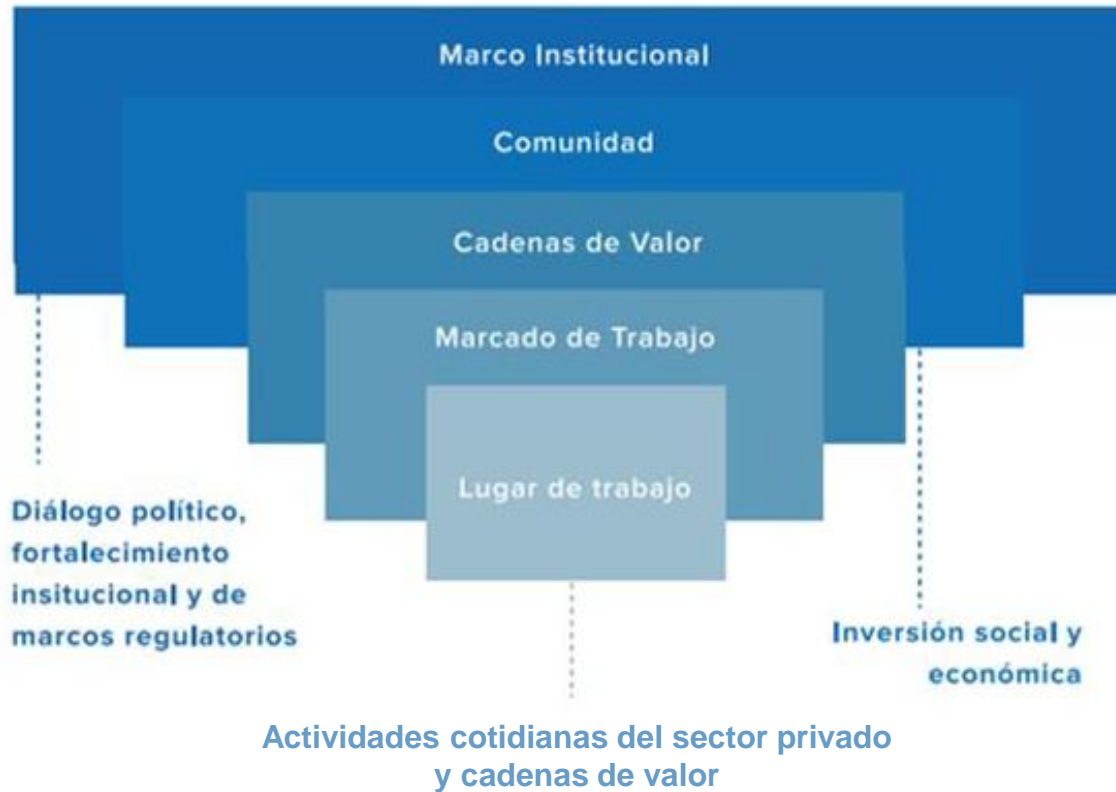 Marco Institucional
Comunidad
Cadenas de Valor
Marcado de Trabajo
Lugar de trabajo
Diálogo político,
fortalecimiento
insitucional y de
marcos regulatorios
Inversión social y
económica
Actividades cotidianas del sector privado
y cadenas de valor